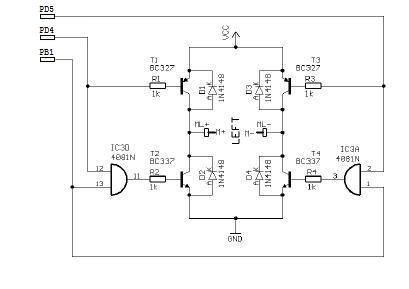 PD5
PD4
PB1
VCC
T1
BC327
T3
BC327
R1
1k
D1
1N4148
D3
1N4148
R3
1k
ML+
M+
LEFT
ML-
M-
IC3D
4081N
T2
BC337
T4
BC337
IC3A
4081N
12
13
11
R2
1k
D2
1N4148
D4
1N4148
R4
1k
3
2
1
GND